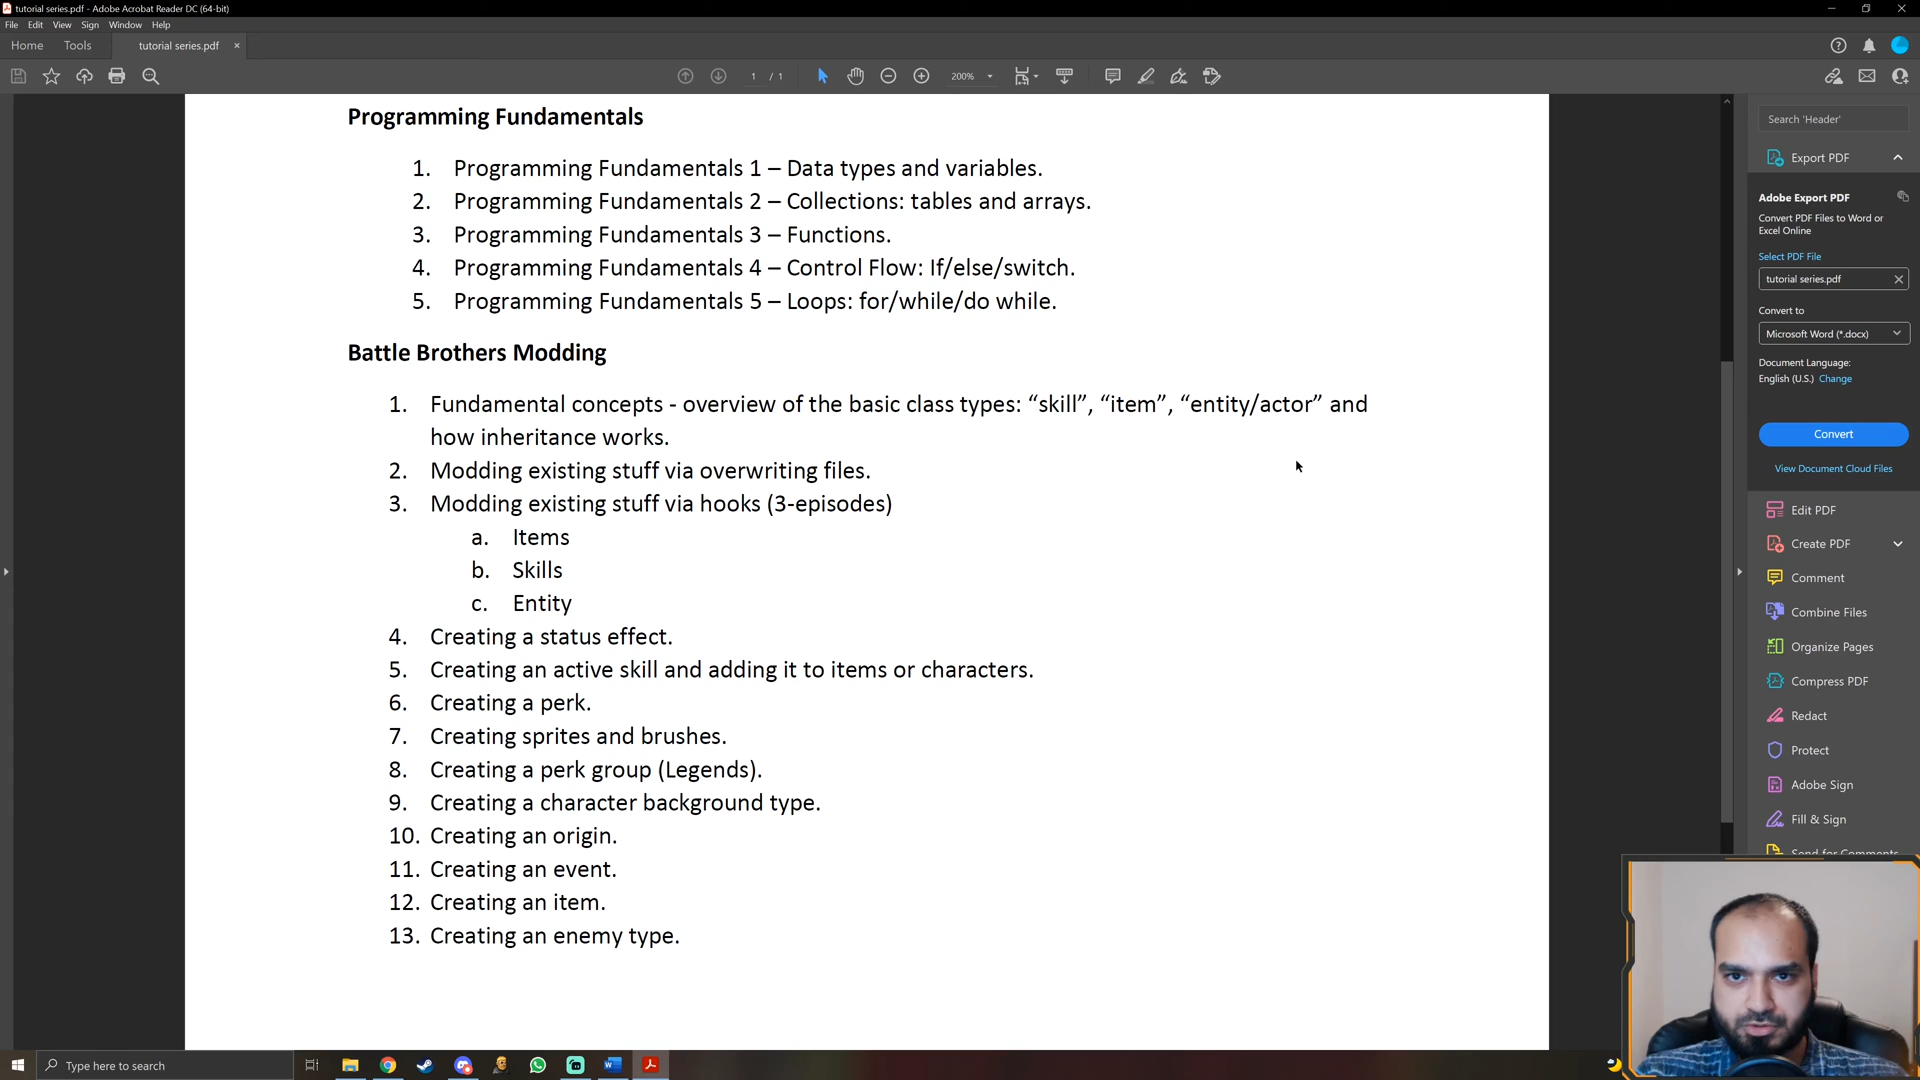 tutorial series.pdf - Adobe Acrobat Reader DC (64-bit)
File Edit View Sign Window Help
Home Tools tutorial series.pdf ×
1 / 1 200%
Programming Fundamentals
1. Programming Fundamentals 1 – Data types and variables.
2. Programming Fundamentals 2 – Collections: tables and arrays.
3. Programming Fundamentals 3 – Functions.
4. Programming Fundamentals 4 – Control Flow: If/else/switch.
5. Programming Fundamentals 5 – Loops: for/while/do while.
Battle Brothers Modding
1. Fundamental concepts - overview of the basic class types: “skill”, “item”, “entity/actor” and
how inheritance works.
2. Modding existing stuff via overwriting files.
3. Modding existing stuff via hooks (3-episodes)
a. Items
b. Skills
c. Entity
4. Creating a status effect.
5. Creating an active skill and adding it to items or characters.
6. Creating a perk.
7. Creating sprites and brushes.
8. Creating a perk group (Legends).
9. Creating a character background type.
10. Creating an origin.
11. Creating an event.
12. Creating an item.
13. Creating an enemy type.
Search 'Header'
Export PDF
Adobe Export PDF
Convert PDF Files to Word or
Excel Online
Select PDF File
tutorial series.pdf
Convert to
Microsoft Word (*.docx)
Document Language:
English (U.S.) Change
Convert
View Document Cloud Files
Edit PDF
Create PDF
Comment
Combine Files
Organize Pages
Compress PDF
Redact
Protect
Adobe Sign
Fill & Sign
Send for Comments
Type here to search